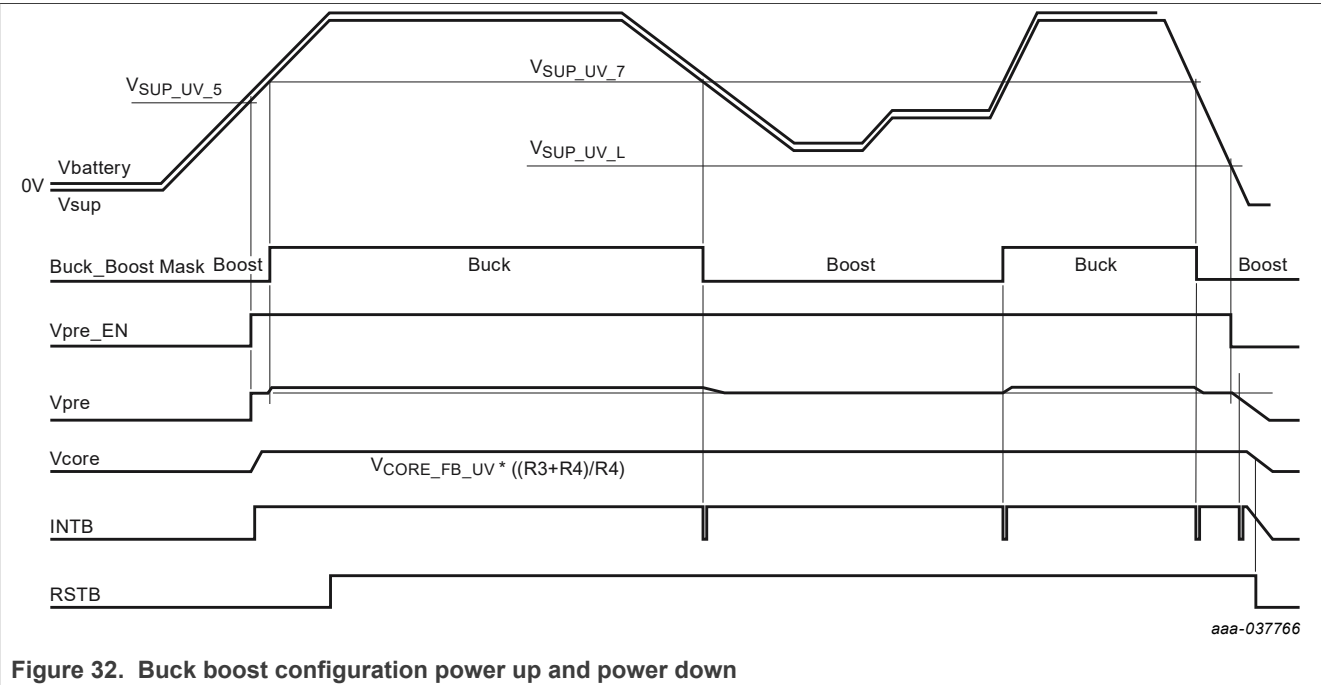 VSUP_UV_5
VSUP_UV_7
VSUP_UV_L
Vbattery
0V
Vsup
Buck_Boost Mask Boost Buck Boost Buck Boost
Vpre_EN
Vpre
Vcore
VCORE_FB_UV * ((R3+R4)/R4)
INTB
RSTB
aaa-037766
Figure 32. Buck boost configuration power up and power down